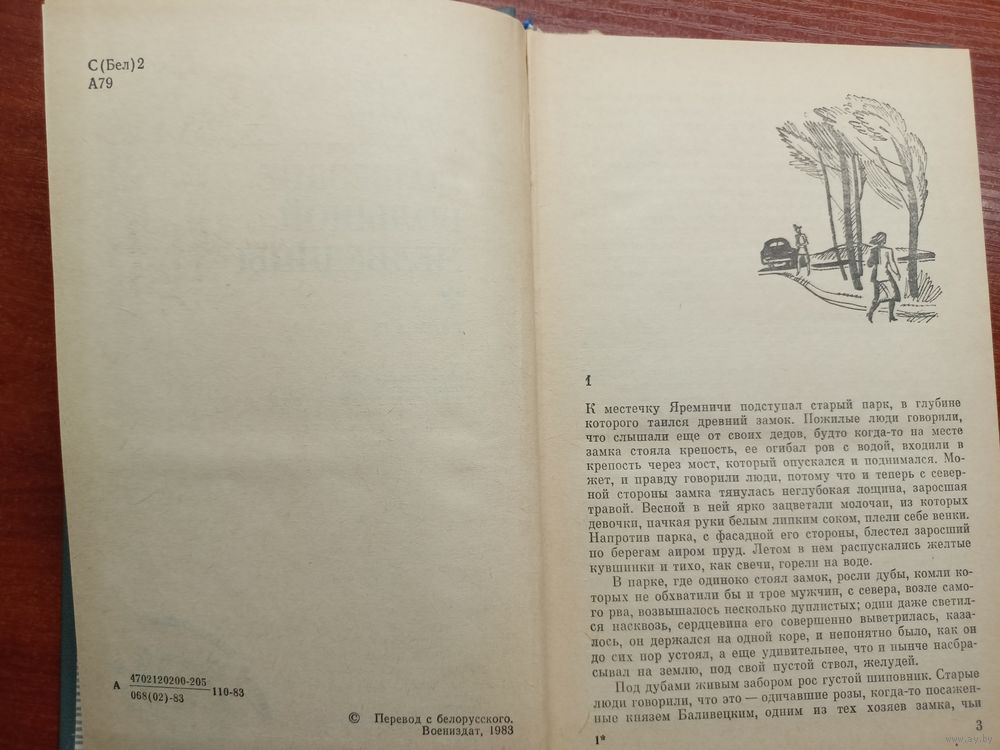 С(Бел)2
А79
А 4702120200-205
068(02)-83 110-83
© Перевод с белорусского.
Воениздат, 1983
1
К местечку Яремничи подступал старый парк, в глубине
которого таился древний замок. Пожилые люди говорили,
что слышали еще от своих дедов, будто когда-то на месте
замка стояла крепость, ее огибал ров с водой, входили в
крепость через мост, который опускался и поднимался. Мо-
жет, и правду говорили люди, потому что и теперь с север-
ной стороны замка тянулась неглубокая лощина, заросшая
травой. Весной в ней ярко зацветали молочаи, из которых
девочки, пачкая руки белым липким соком, плели себе венки.
Напротив парка, с фасадной его стороны, блестел заросший
по берегам аиром пруд. Летом в нем распускались желтые
кувшинки и тихо, как свечи, горели на воде.
В парке, где одиноко стоял замок, росли дубы, комли ко-
торых не обхватили бы и трое мужчин, с севера, возле само-
го рва, возвышалось несколько дуплистых; один даже светил-
ся насквозь, сердцевина его совершенно выветрилась, каза-
лось, он держался на одной коре, и непонятно было, как он
до сих пор устоял, а еще удивительнее, что и нынче насбра-
сывал на землю, под свой пустой ствол, желудей.
Под дубами живым забором рос густой шиповник. Старые
люди говорили, что это — одичавшие розы, когда-то посажен-
ные князем Баливецким, одним из тех хозяев замка, чьи
1*
3
www.ay.by